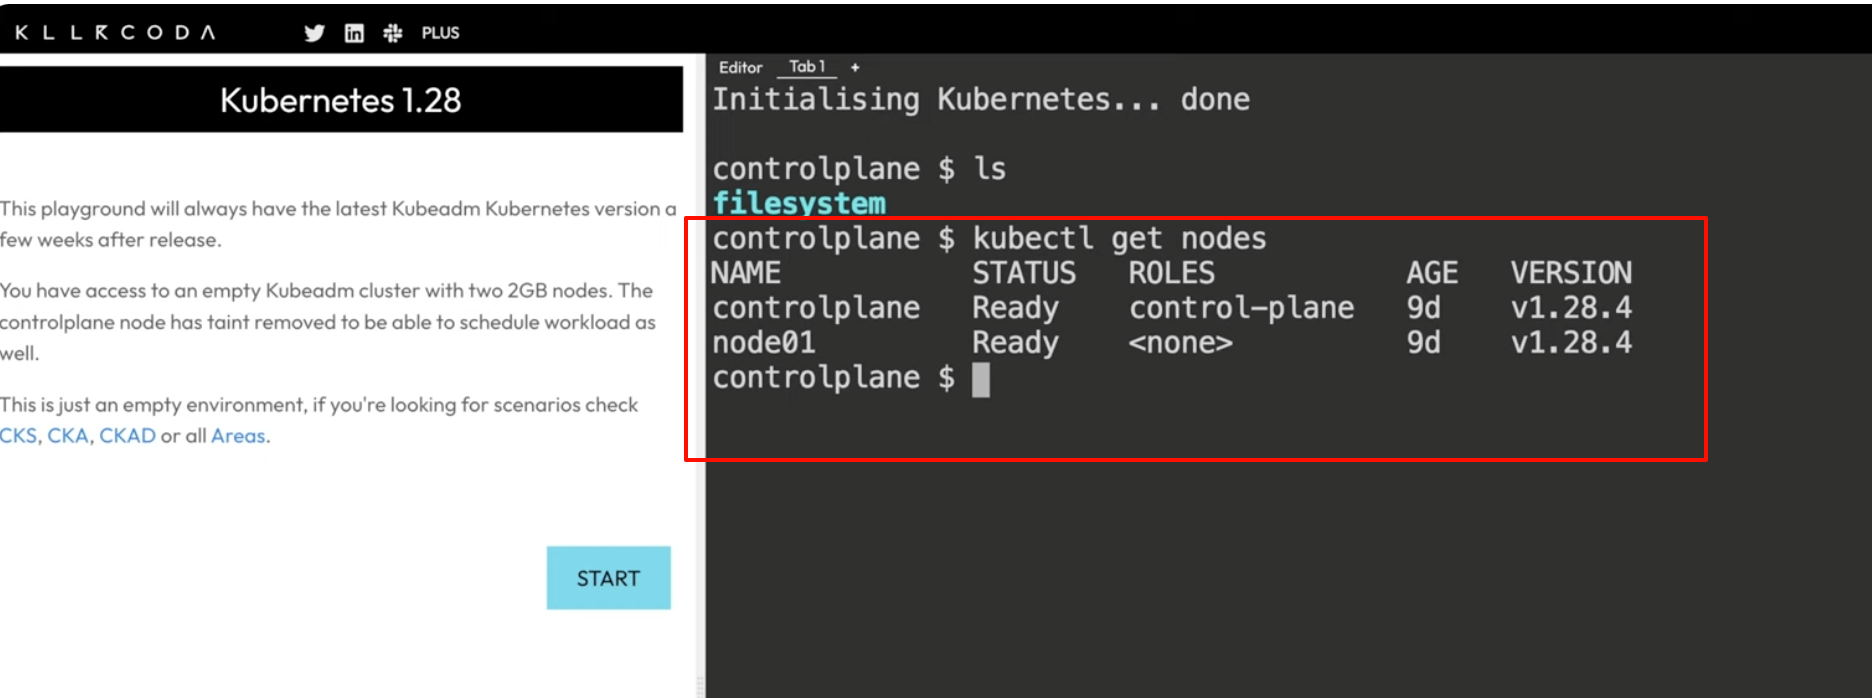 KLLRCODA
PLUS
Kubernetes 1.28
This playground will always have the latest Kubeadm Kubernetes version a
few weeks after release.
You have access to an empty Kubeadm cluster with two 2GB nodes. The
controlplane node has taint removed to be able to schedule workload as
well.
This is just an empty environment, if you're looking for scenarios check
CKS, CKA, CKAD or all Areas.
START
Editor Tab 1 +
Initialising Kubernetes... done
controlplane $ ls
filesystem
controlplane $ kubectl get nodes
NAME STATUS ROLES AGE VERSION
controlplane Ready control-plane 9d v1.28.4
node01 Ready <none> 9d v1.28.4
controlplane $